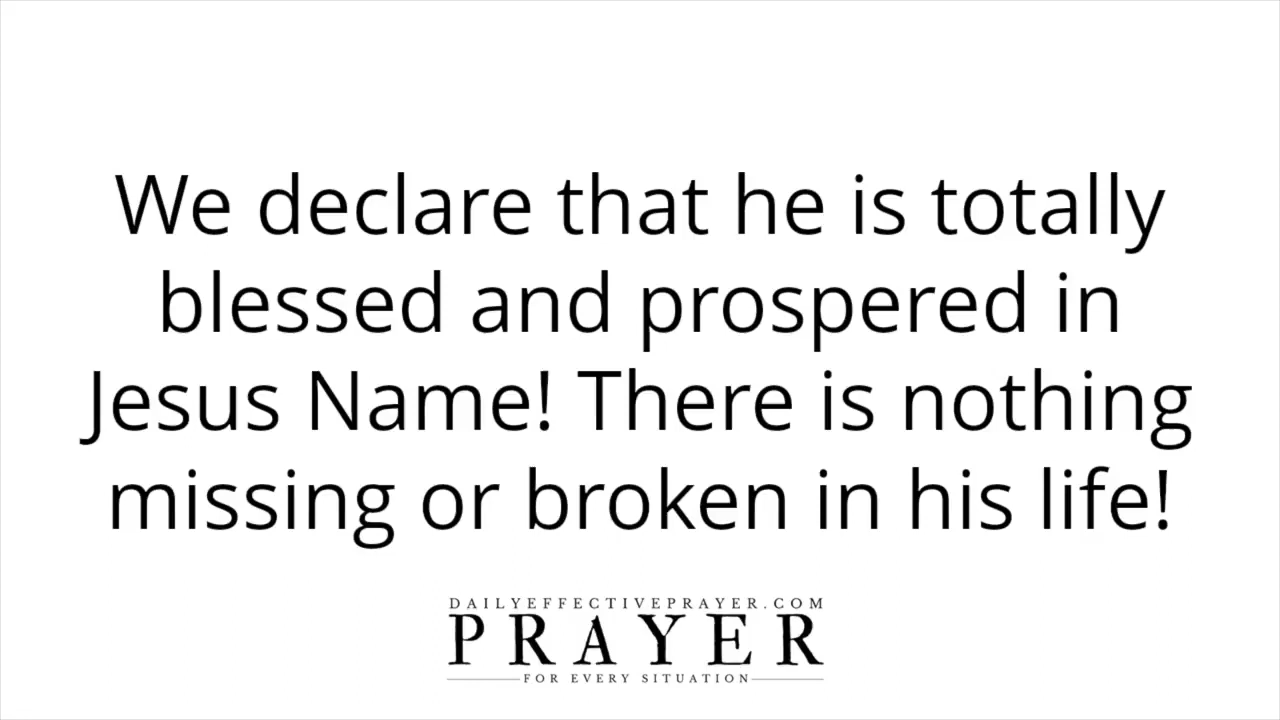 We declare that he is totally
blessed and prospered in
Jesus Name! There is nothing
missing or broken in his life!
DAILYEFFECTIVEPRAYER.COM
PRAYER
FOR EVERY SITUATION